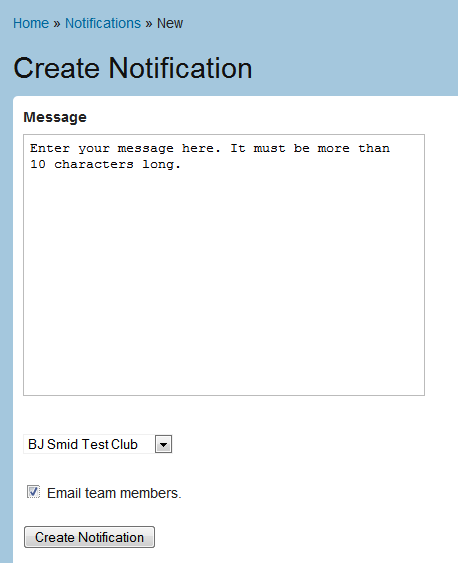 Home » Notifications » New
Create Notification
Message
Enter your message here. It must be more than
10 characters long.
BJ Smid Test Club
Email team members.
Create Notification